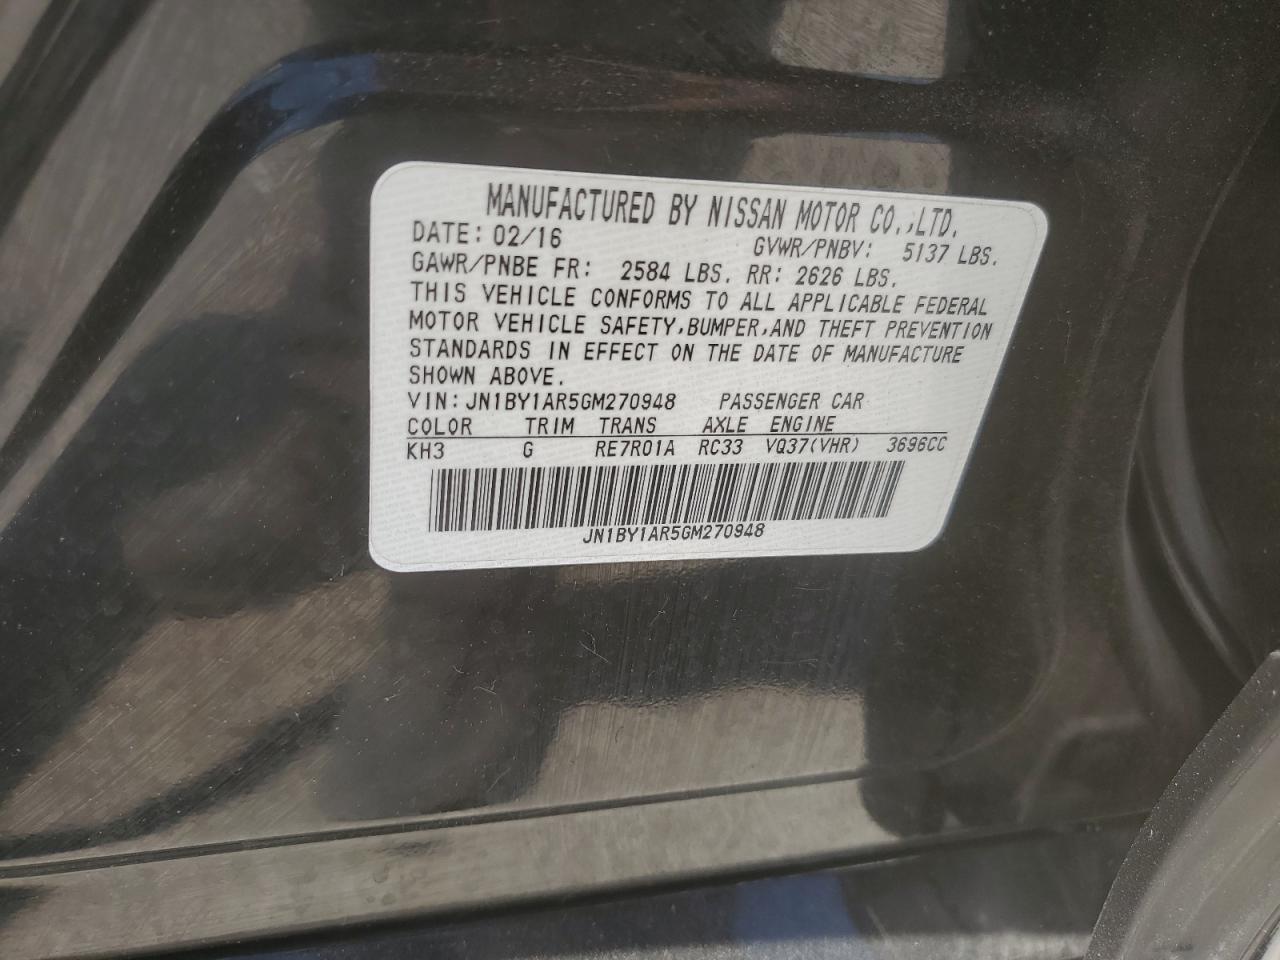 MANUFACTURED BY NISSAN MOTOR CO.,LTD.
DATE: 02/16 GVWR/PNBV: 5137 LBS.
GAWR/PNBE FR: 2584 LBS. RR: 2626 LBS.
THIS VEHICLE CONFORMS TO ALL APPLICABLE FEDERAL
MOTOR VEHICLE SAFETY,BUMPER,AND THEFT PREVENTION
STANDARDS IN EFFECT ON THE DATE OF MANUFACTURE
SHOWN ABOVE.
VIN: JN1BY1AR5GM270948 PASSENGER CAR
COLOR TRIM TRANS AXLE ENGINE
KH3 G RE7R01A RC33 VQ37(VHR) 3696CC
JN1BY1AR5GM270948